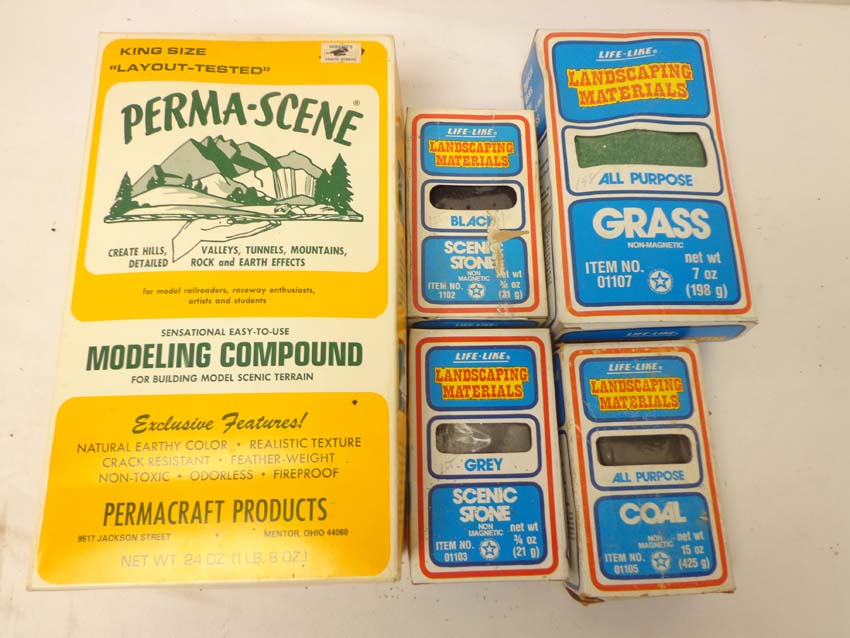 KING SIZE
"LAYOUT-TESTED"
PERMA-SCENE®
CREATE HILLS, VALLEYS, TUNNELS, MOUNTAINS,
DETAILED ROCK and EARTH EFFECTS
for model railroaders, raceway enthusiasts,
artists and students
SENSATIONAL EASY-TO-USE
MODELING COMPOUND
FOR BUILDING MODEL SCENIC TERRAIN
Exclusive Features!
NATURAL EARTHY COLOR • REALISTIC TEXTURE
CRACK RESISTANT • FEATHER-WEIGHT
NON-TOXIC • ODORLESS • FIREPROOF
PERMACRAFT PRODUCTS
9517 JACKSON STREET MENTOR, OHIO 44060
NET WT. 24 OZ (1 LB. 8 OZ.)
LIFE-LIKE®
LANDSCAPING
MATERIALS
BLACK
SCENIC
STONE
NON
MAGNETIC
ITEM NO.
1102
net wt
¾ oz
(21 g)
LIFE-LIKE®
LANDSCAPING
MATERIALS
ALL PURPOSE
GRASS
NON-MAGNETIC
ITEM NO.
01107
net wt
7 oz
(198 g)
LIFE-LIKE®
LANDSCAPING
MATERIALS
GREY
SCENIC
STONE
NON
MAGNETIC
ITEM NO.
01103
net wt
¾ oz
(21 g)
LIFE-LIKE®
LANDSCAPING
MATERIALS
ALL PURPOSE
COAL
NON
MAGNETIC
ITEM NO.
01105
net wt
15 oz
(425 g)